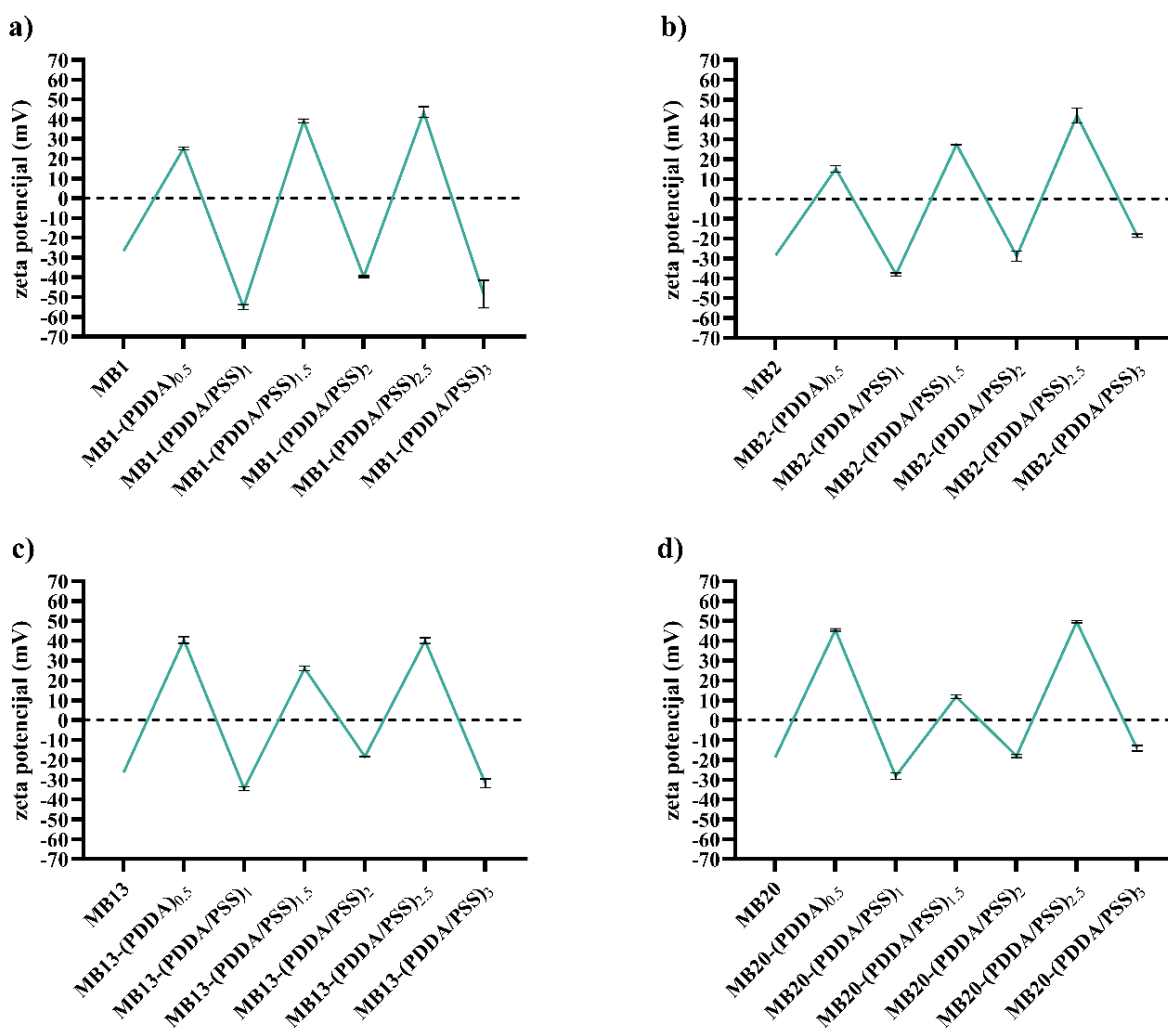 a)
zeta potencijal (mV)
70
60
50
40
30
20
10
0
-10
-20
-30
-40
-50
-60
-70
MB1
MB1-(PDDA)0.5
MB1-(PDDA/PSS)1
MB1-(PDDA/PSS)1.5
MB1-(PDDA/PSS)2
MB1-(PDDA/PSS)2.5
MB1-(PDDA/PSS)3
b)
zeta potencijal (mV)
70
60
50
40
30
20
10
0
-10
-20
-30
-40
-50
-60
-70
MB2
MB2-(PDDA)0.5
MB2-(PDDA/PSS)1
MB2-(PDDA/PSS)1.5
MB2-(PDDA/PSS)2
MB2-(PDDA/PSS)2.5
MB2-(PDDA/PSS)3
c)
zeta potencijal (mV)
70
60
50
40
30
20
10
0
-10
-20
-30
-40
-50
-60
-70
MB13
MB13-(PDDA)0.5
MB13-(PDDA/PSS)1
MB13-(PDDA/PSS)1.5
MB13-(PDDA/PSS)2
MB13-(PDDA/PSS)2.5
MB13-(PDDA/PSS)3
d)
zeta potencijal (mV)
70
60
50
40
30
20
10
0
-10
-20
-30
-40
-50
-60
-70
MB20
MB20-(PDDA)0.5
MB20-(PDDA/PSS)1
MB20-(PDDA/PSS)1.5
MB20-(PDDA/PSS)2
MB20-(PDDA/PSS)2.5
MB20-(PDDA/PSS)3